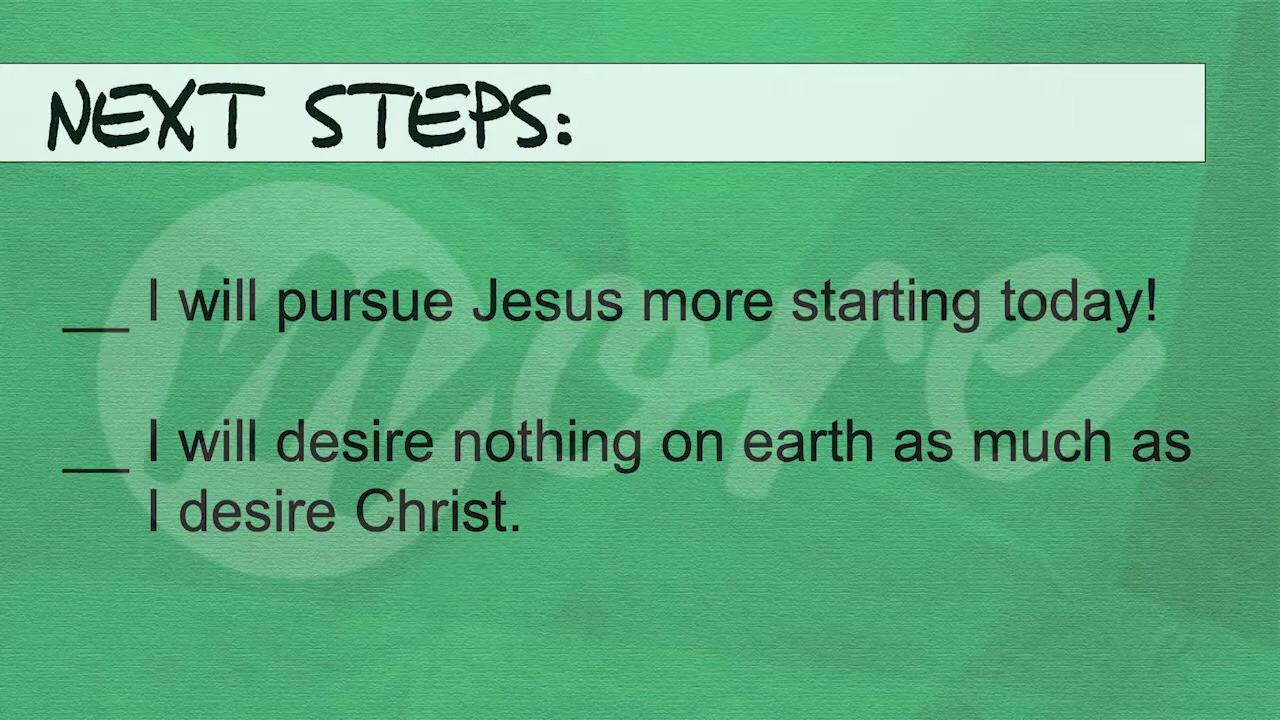 NEXT STEPS:
more
__ I will pursue Jesus more starting today!
__ I will desire nothing on earth as much as
I desire Christ.